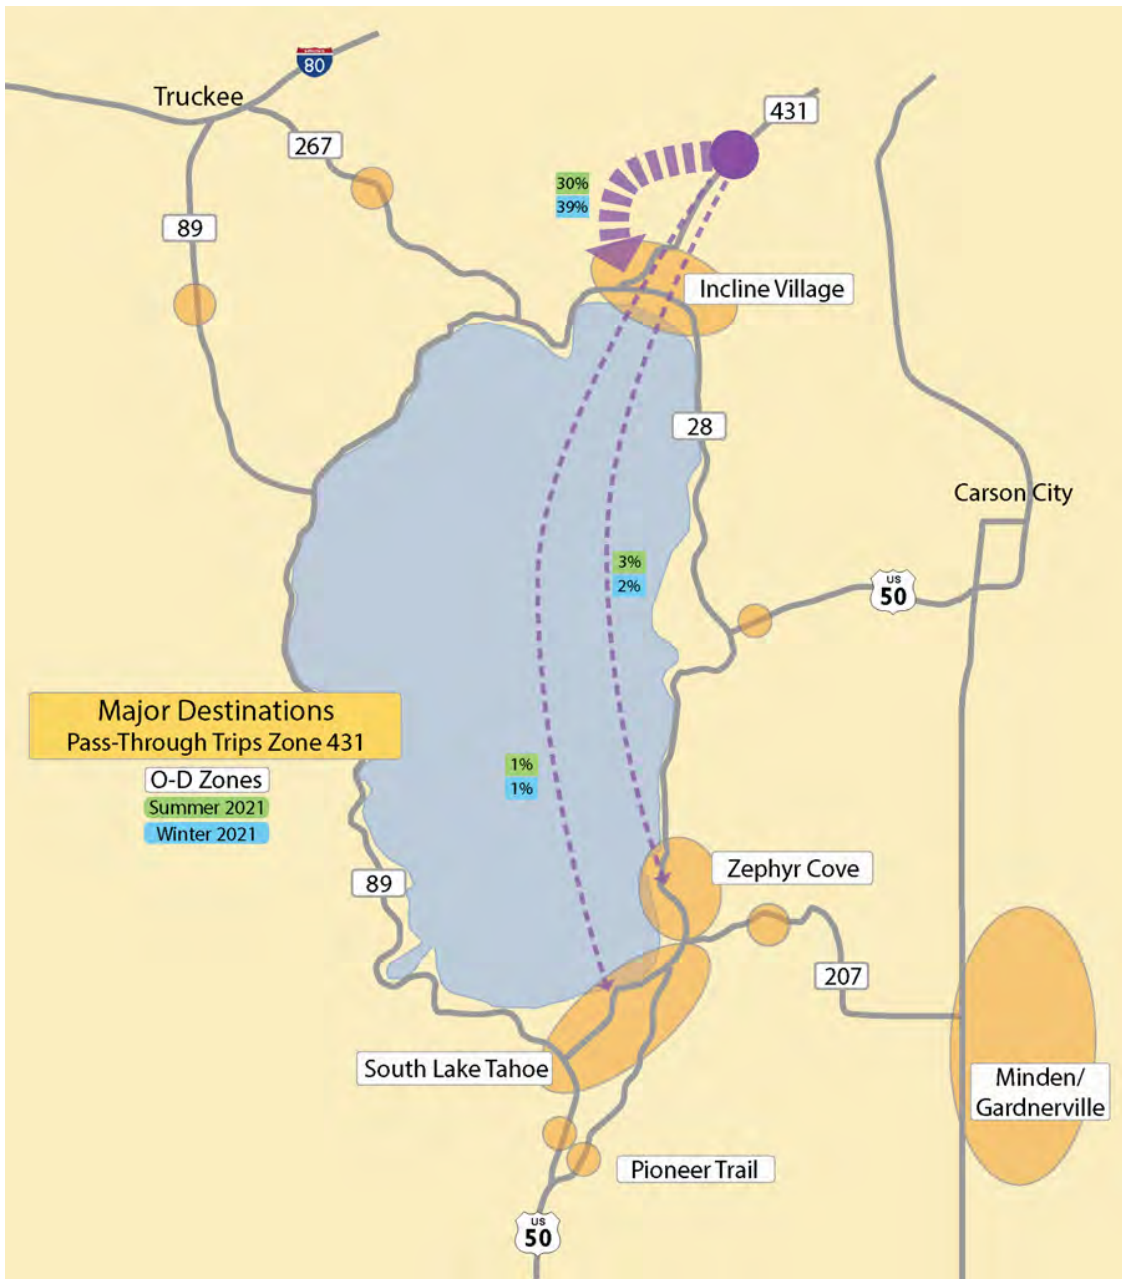 80
Truckee
431
267
30%
39%
89
Incline Village
28
Carson City
3%
2%
US
50
Major Destinations
Pass-Through Trips Zone 431
O-D Zones
Summer 2021
Winter 2021
1%
1%
Zephyr Cove
89
207
South Lake Tahoe
Minden/
Gardnerville
Pioneer Trail
US
50